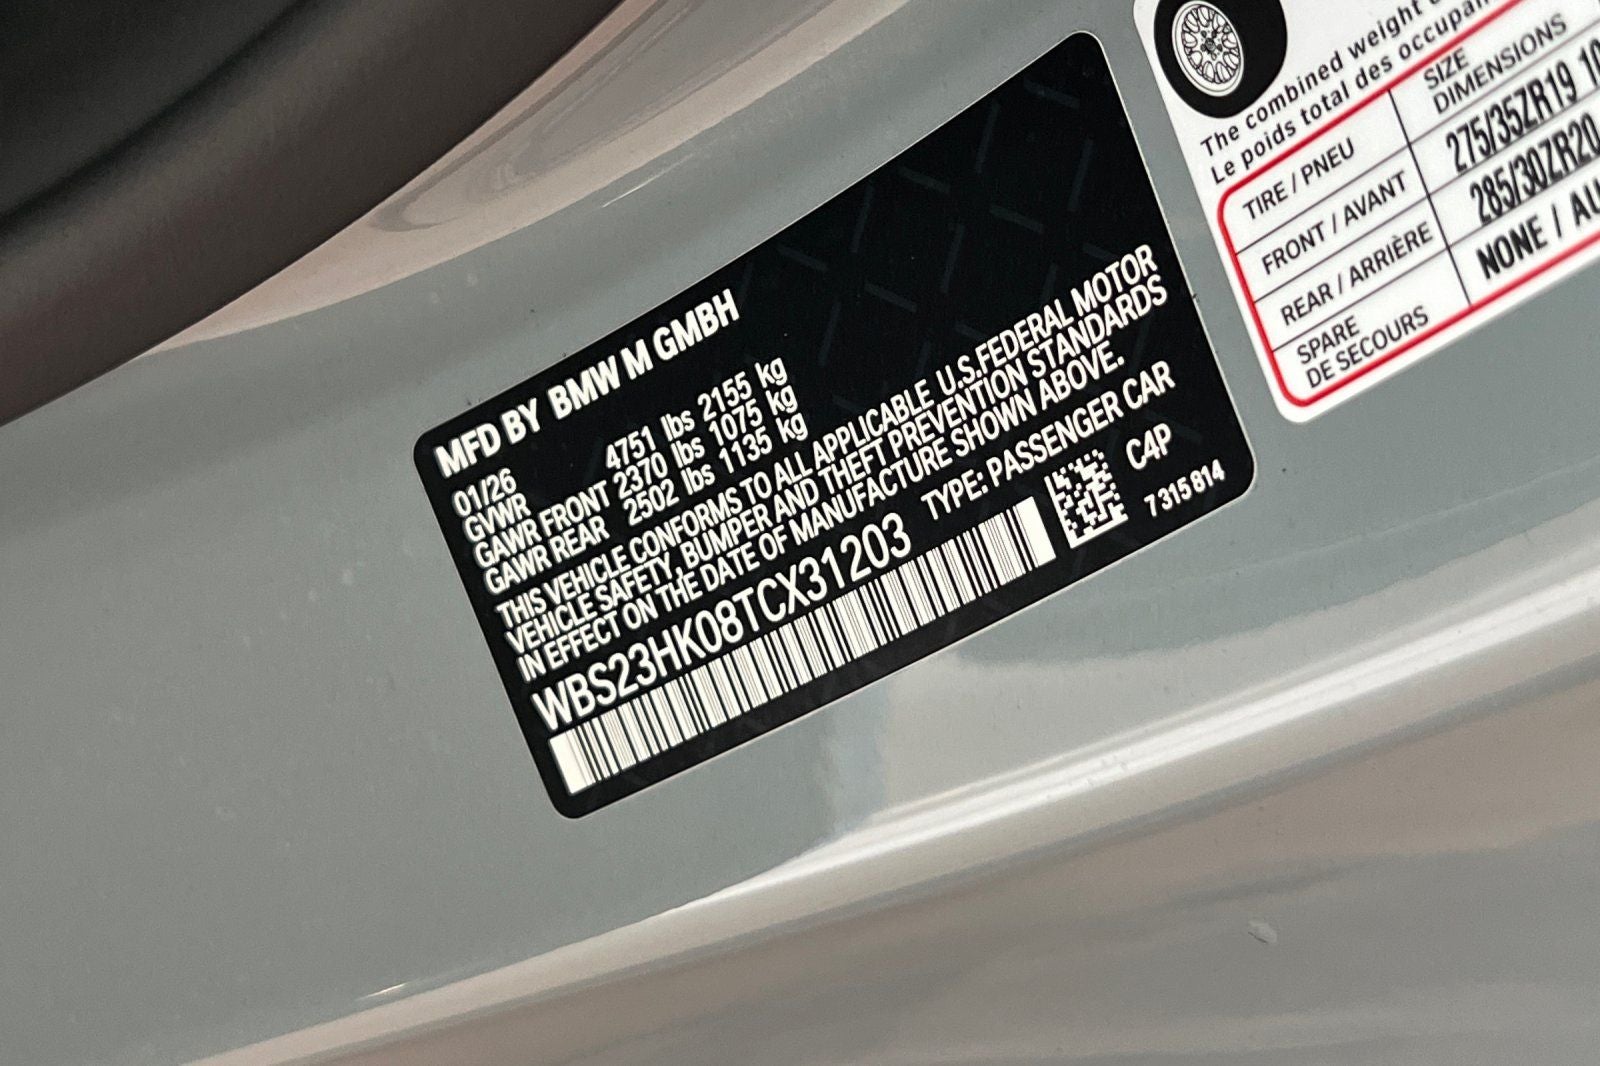 MFD BY BMW M GMBH
01/26
GVWR 4751 lbs 2155 kg
GAWR FRONT 2370 lbs 1075 kg
GAWR REAR 2502 lbs 1135 kg
THIS VEHICLE CONFORMS TO ALL APPLICABLE U.S.FEDERAL MOTOR
VEHICLE SAFETY, BUMPER AND THEFT PREVENTION STANDARDS
IN EFFECT ON THE DATE OF MANUFACTURE SHOWN ABOVE.
WBS23HK08TCX31203 TYPE: PASSENGER CAR
C4P
7 315 814
The combined weight
Le poids total des occupan
TIRE / PNEU
SIZE
DIMENSIONS
FRONT / AVANT 275/35ZR19 10
REAR / ARRIÈRE 285/30ZR20
SPARE
DE SECOURS
NONE / AU